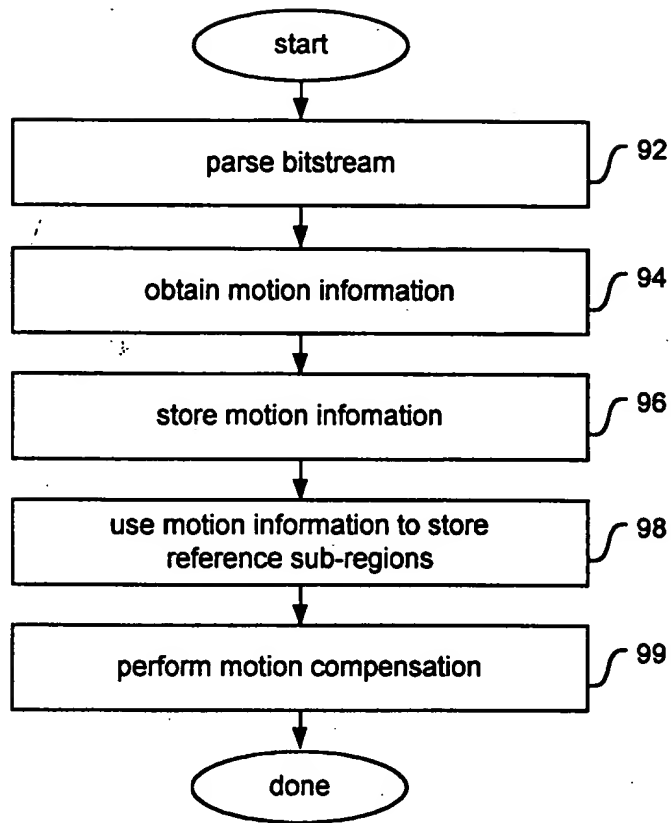 start
parse bitstream
92
obtain motion information
94
store motion infomation
96
use motion information to store
reference sub-regions
98
perform motion compensation
99
done